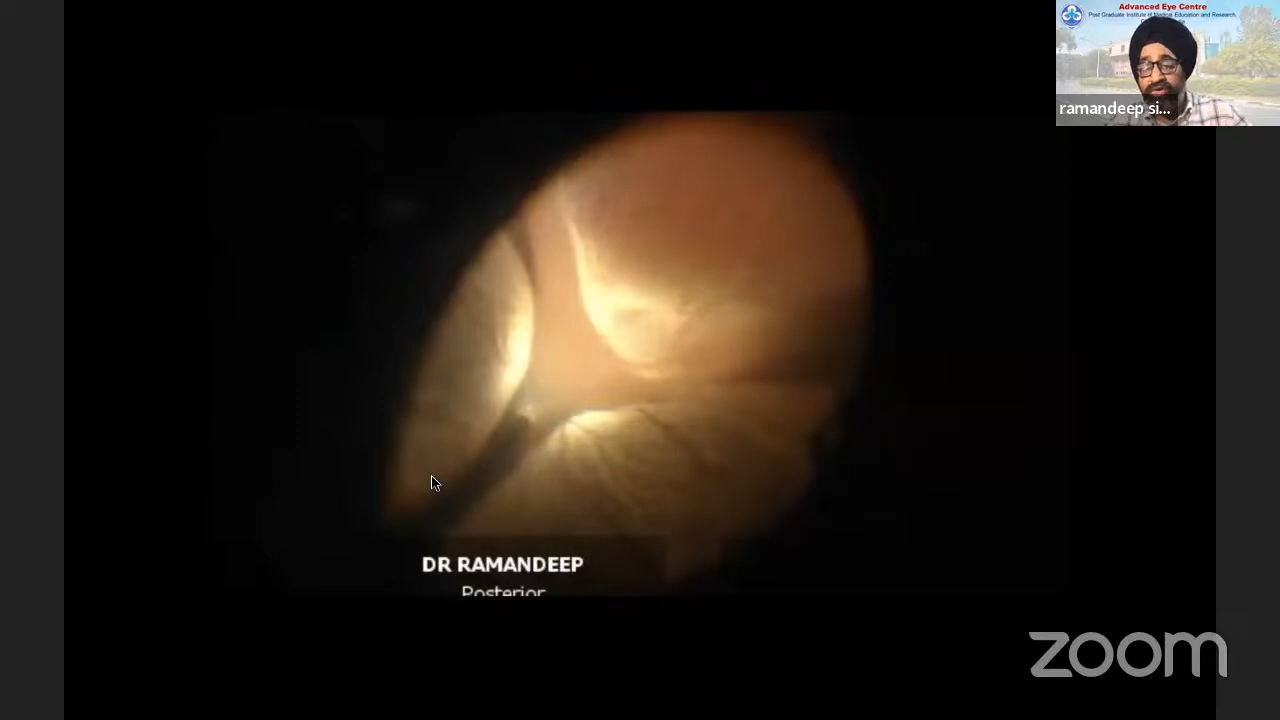 Advanced Eye Centre
Post Graduate Institute of Medical Education and Research
ramandeep si...
DR RAMANDEEP
Posterior
zoom